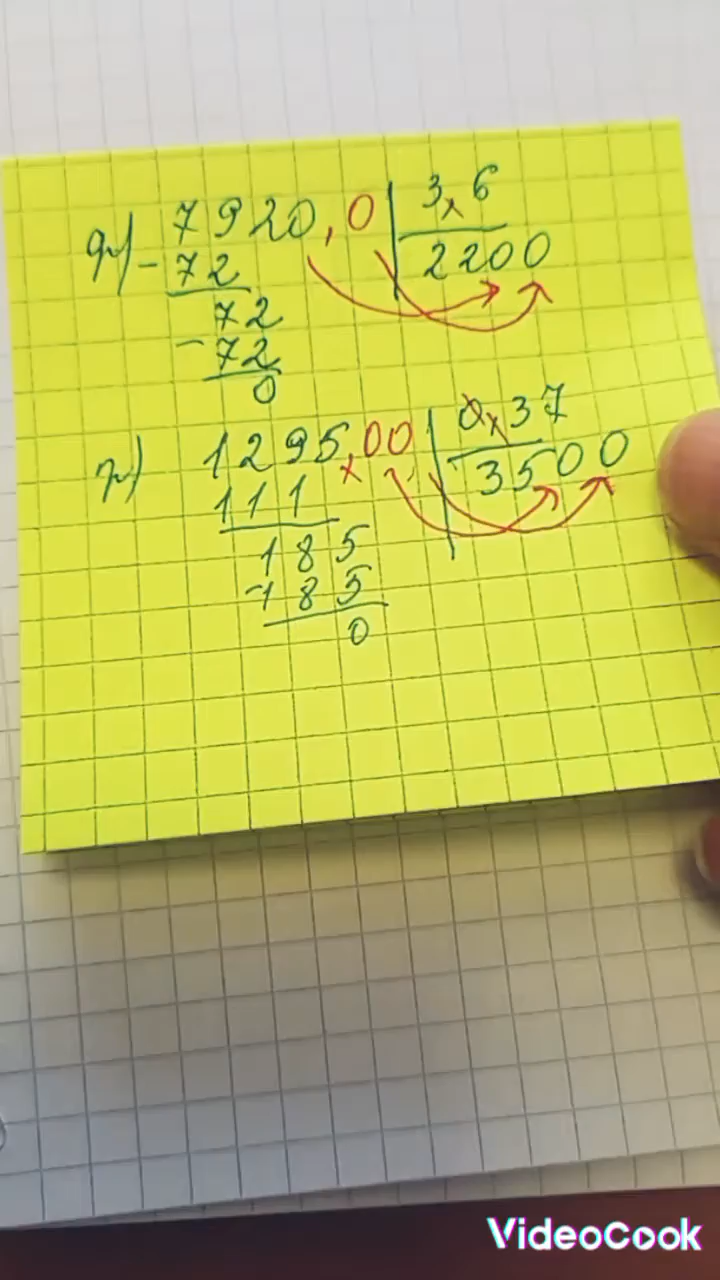 д) 7920,0 | 3,6
- 72 | 2200
72
- 72
0
г) 1295,00 | 0,37
111 | 3500
185
- 185
0
VideoCook